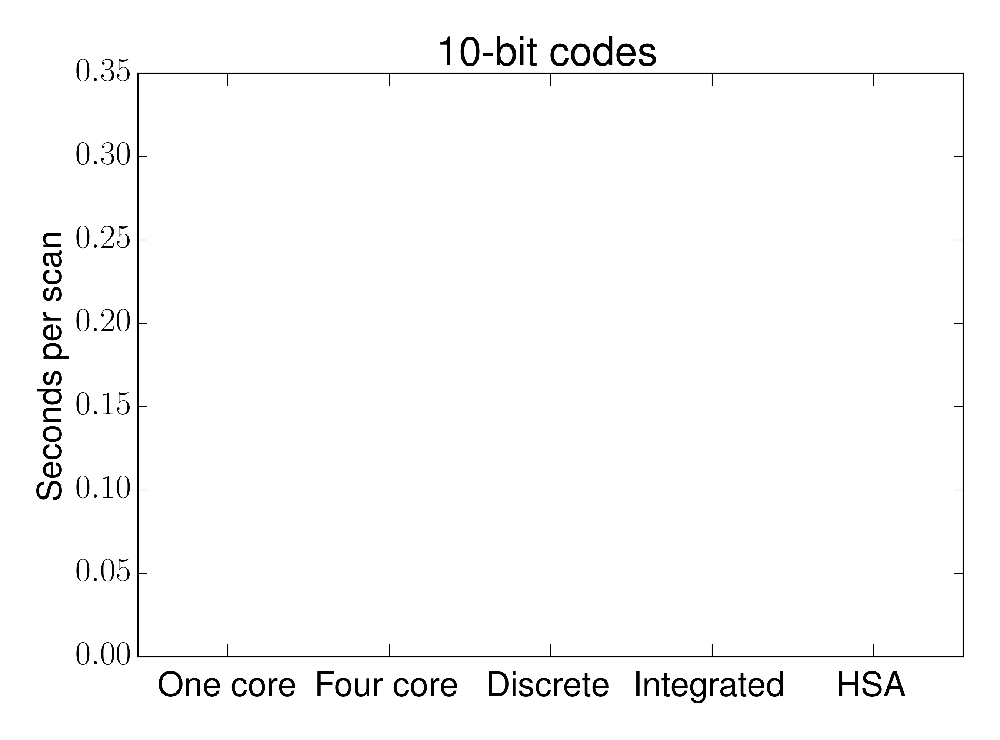 10-bit codes
Seconds per scan
0.35
0.30
0.25
0.20
0.15
0.10
0.05
0.00
One core Four core Discrete Integrated HSA